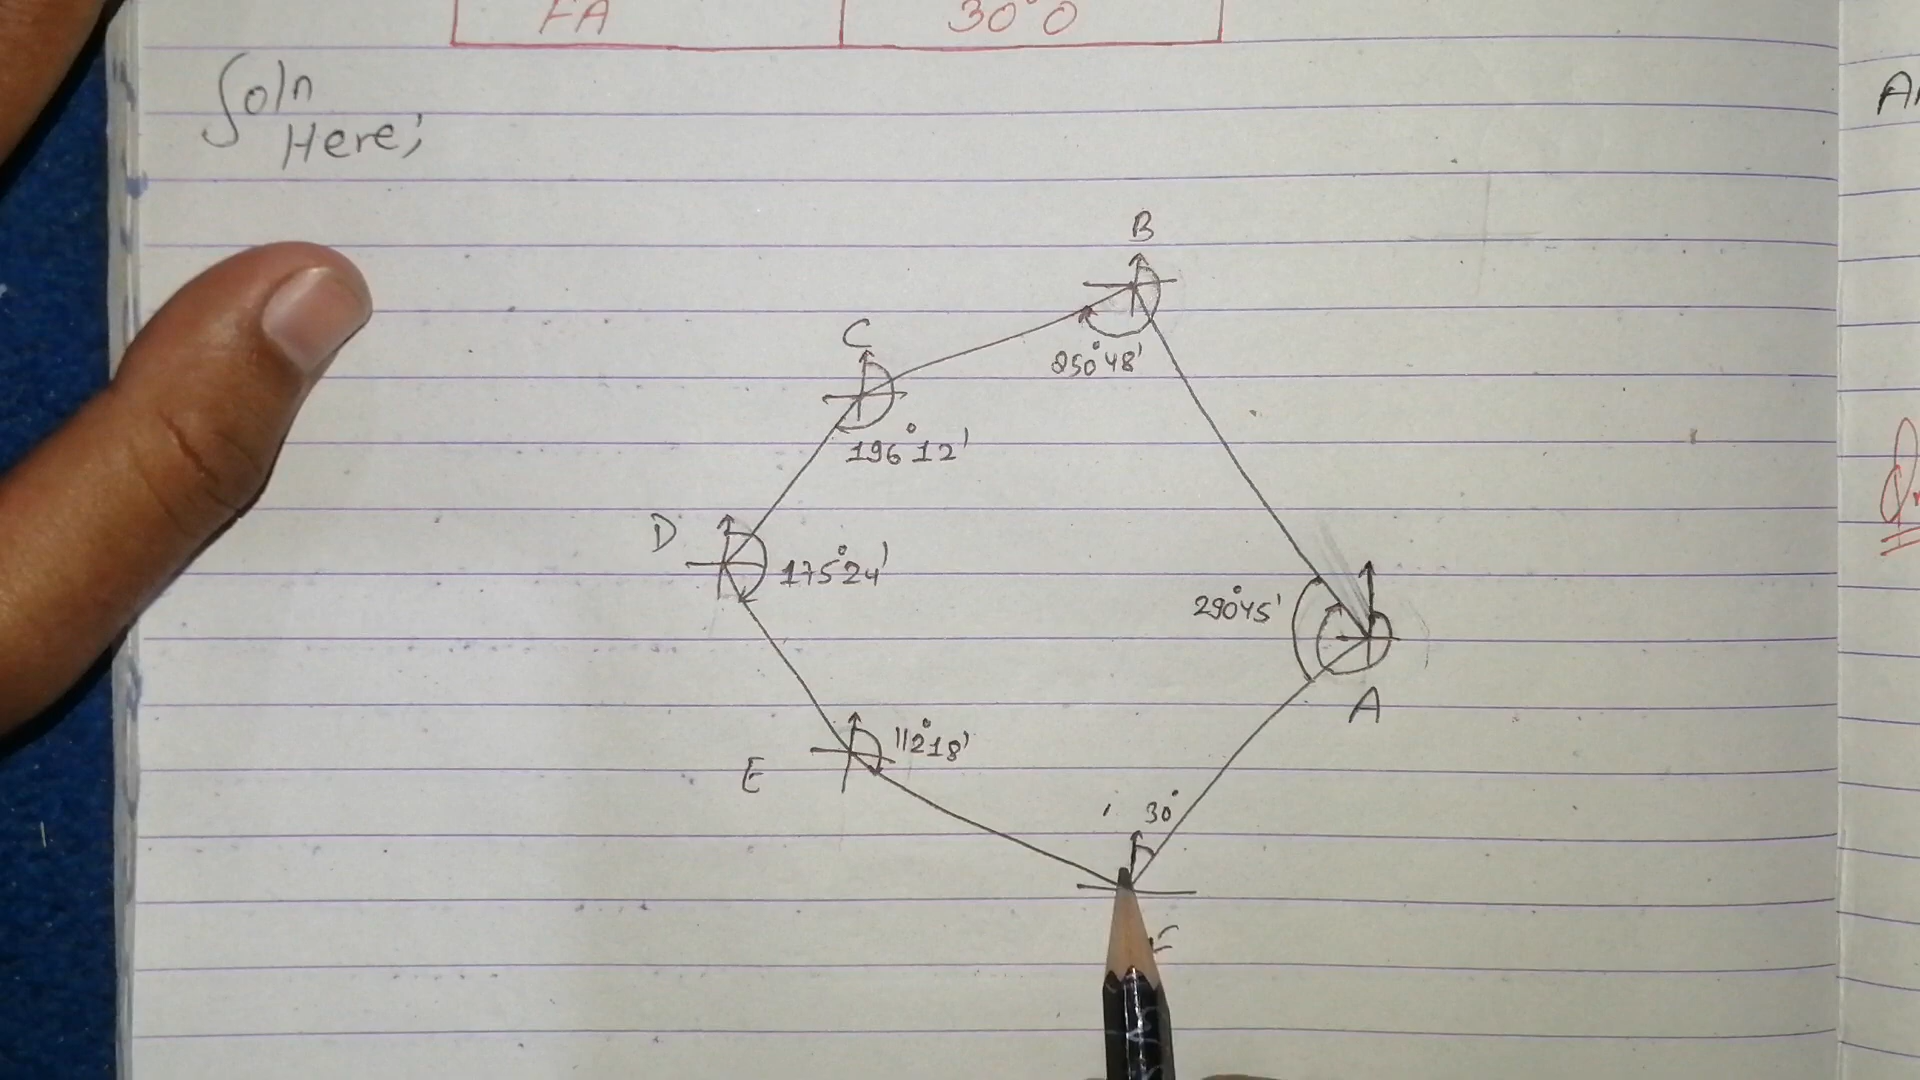 FA 30°0
Soln
Here;
B
C
250°48'
196°12'
D
175°24'
290°45'
A
112°18'
E
30°
F